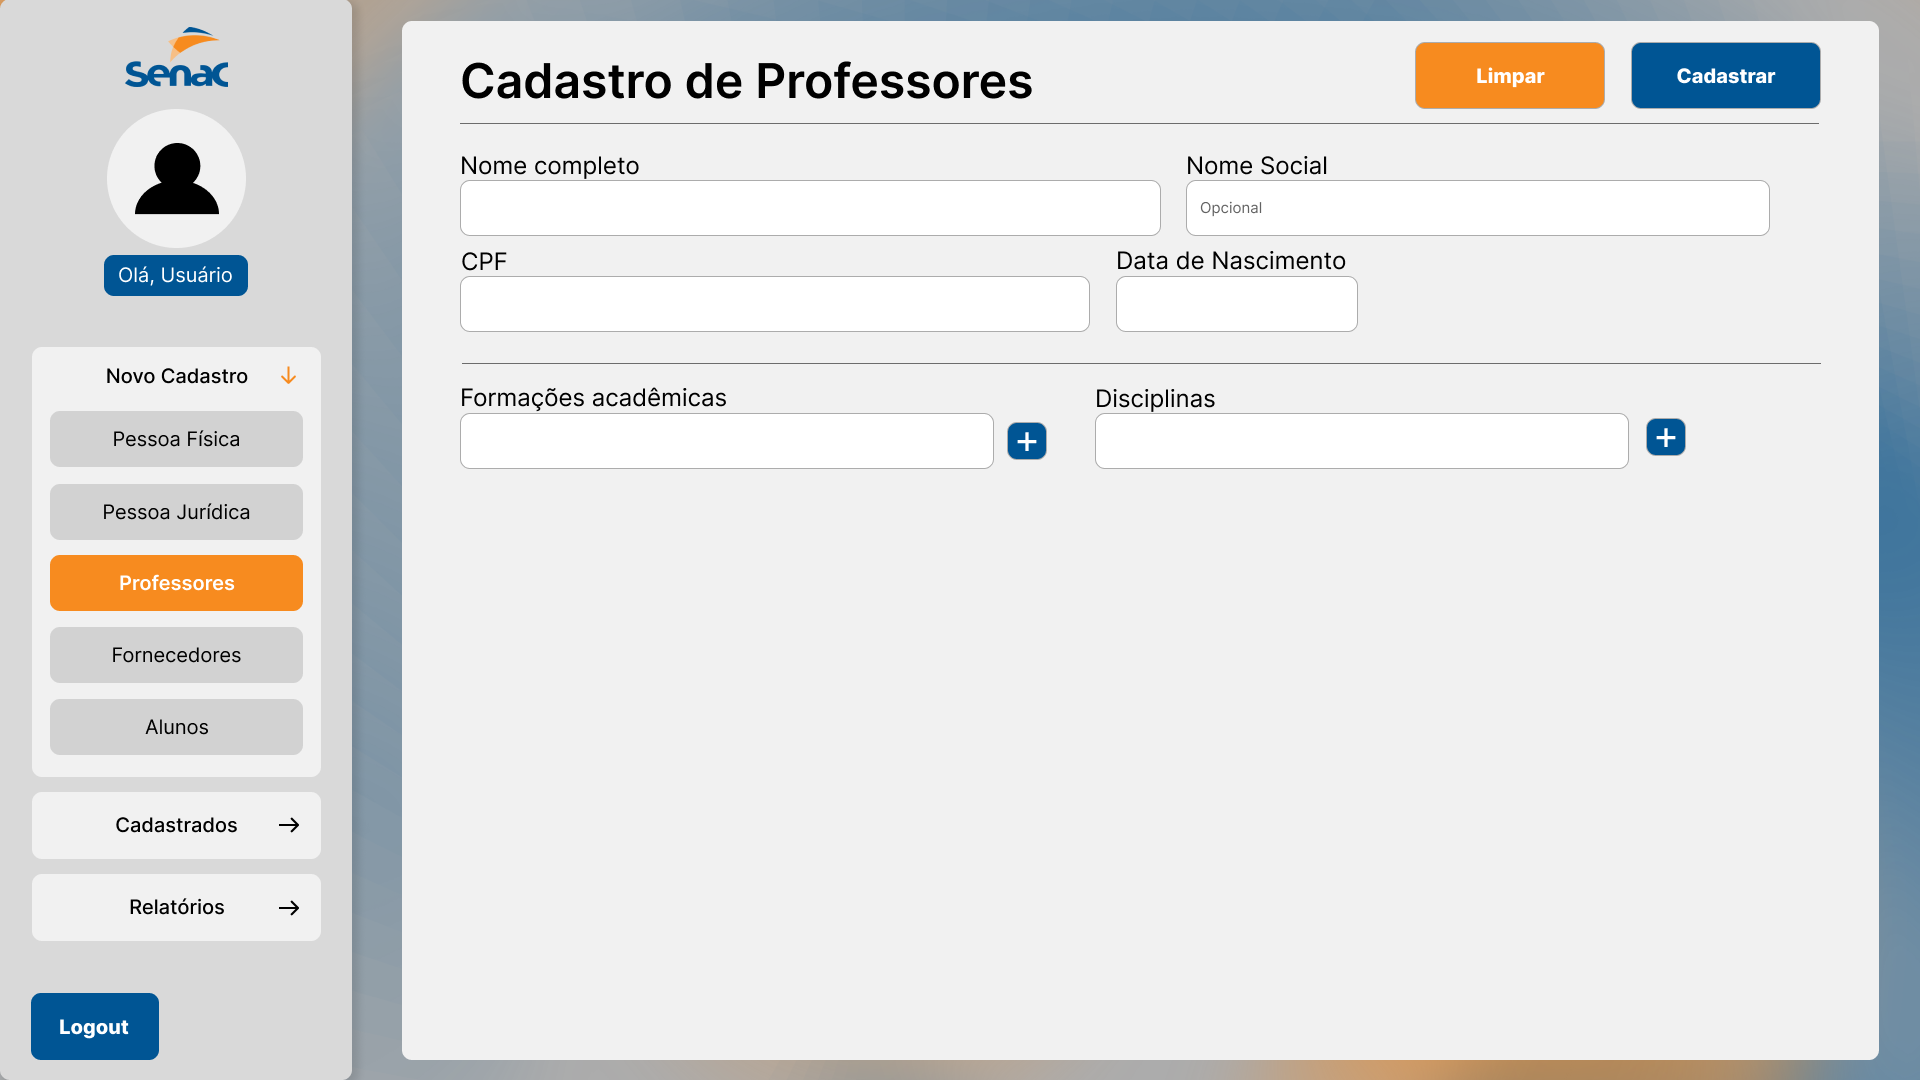 Senac
Olá, Usuário
Novo Cadastro
Pessoa Física
Pessoa Jurídica
Professores
Fornecedores
Alunos
Cadastrados
Relatórios
Logout
Cadastro de Professores
Limpar
Cadastrar
Nome completo
Nome Social
Opcional
CPF
Data de Nascimento
Formações acadêmicas
Disciplinas